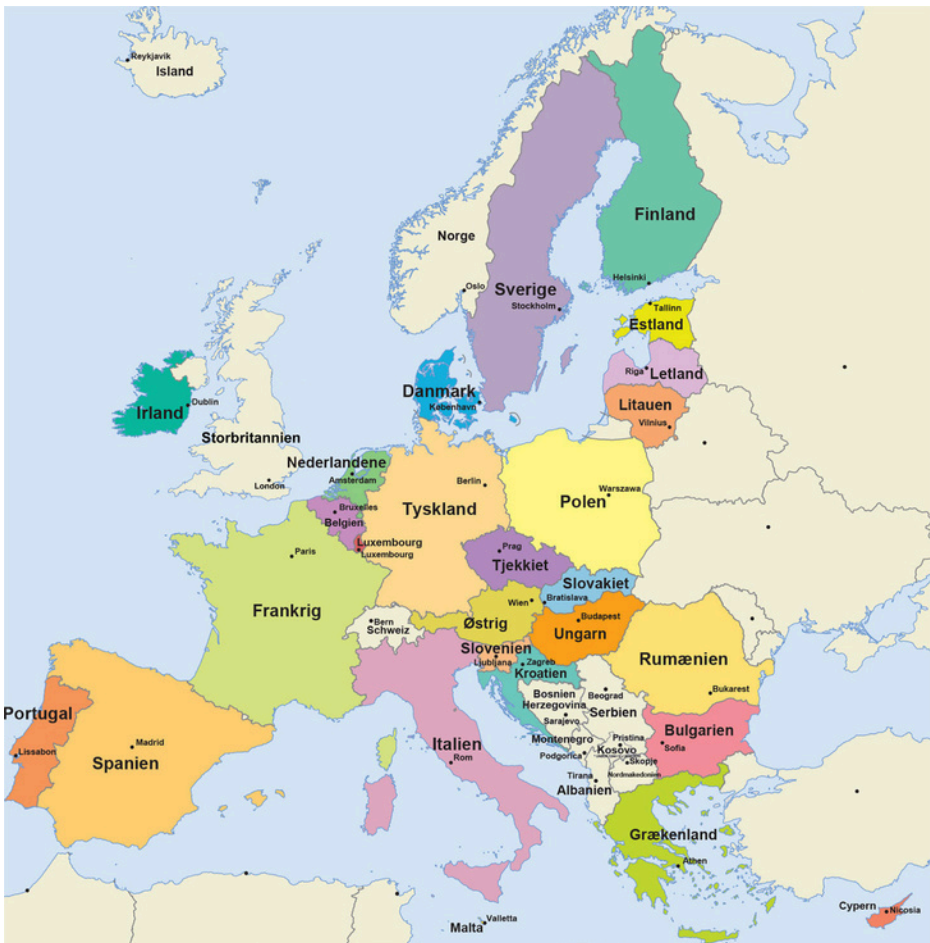 Reykjavik
Island
Finland
Norge
Helsinki
Oslo
Sverige
Stockholm
Tallinn
Estland
Riga
Letland
Danmark
København
Litauen
Vilnius
Irland
Dublin
Storbritannien
London
Nederlandene
Amsterdam
Berlin
Warszawa
Polen
Bruxelles
Belgien
Tyskland
Luxembourg
Luxembourg
Paris
Prag
Tjekkiet
Slovakiet
Bratislava
Wien
Frankrig
Østrig
Budapest
Ungarn
Bern
Schweiz
Slovenien
Ljubljana
Zagreb
Kroatien
Rumænien
Bukarest
Bosnien
Herzegovina
Sarajevo
Beograd
Serbien
Portugal
Lissabon
Madrid
Spanien
Italien
Rom
Montenegro
Podgorica
Pristina
Kosovo
Skopje
Nordmakedonien
Bulgarien
Sofia
Tirana
Albanien
Grækenland
Athen
Malta
Valletta
Cypern
Nicosia